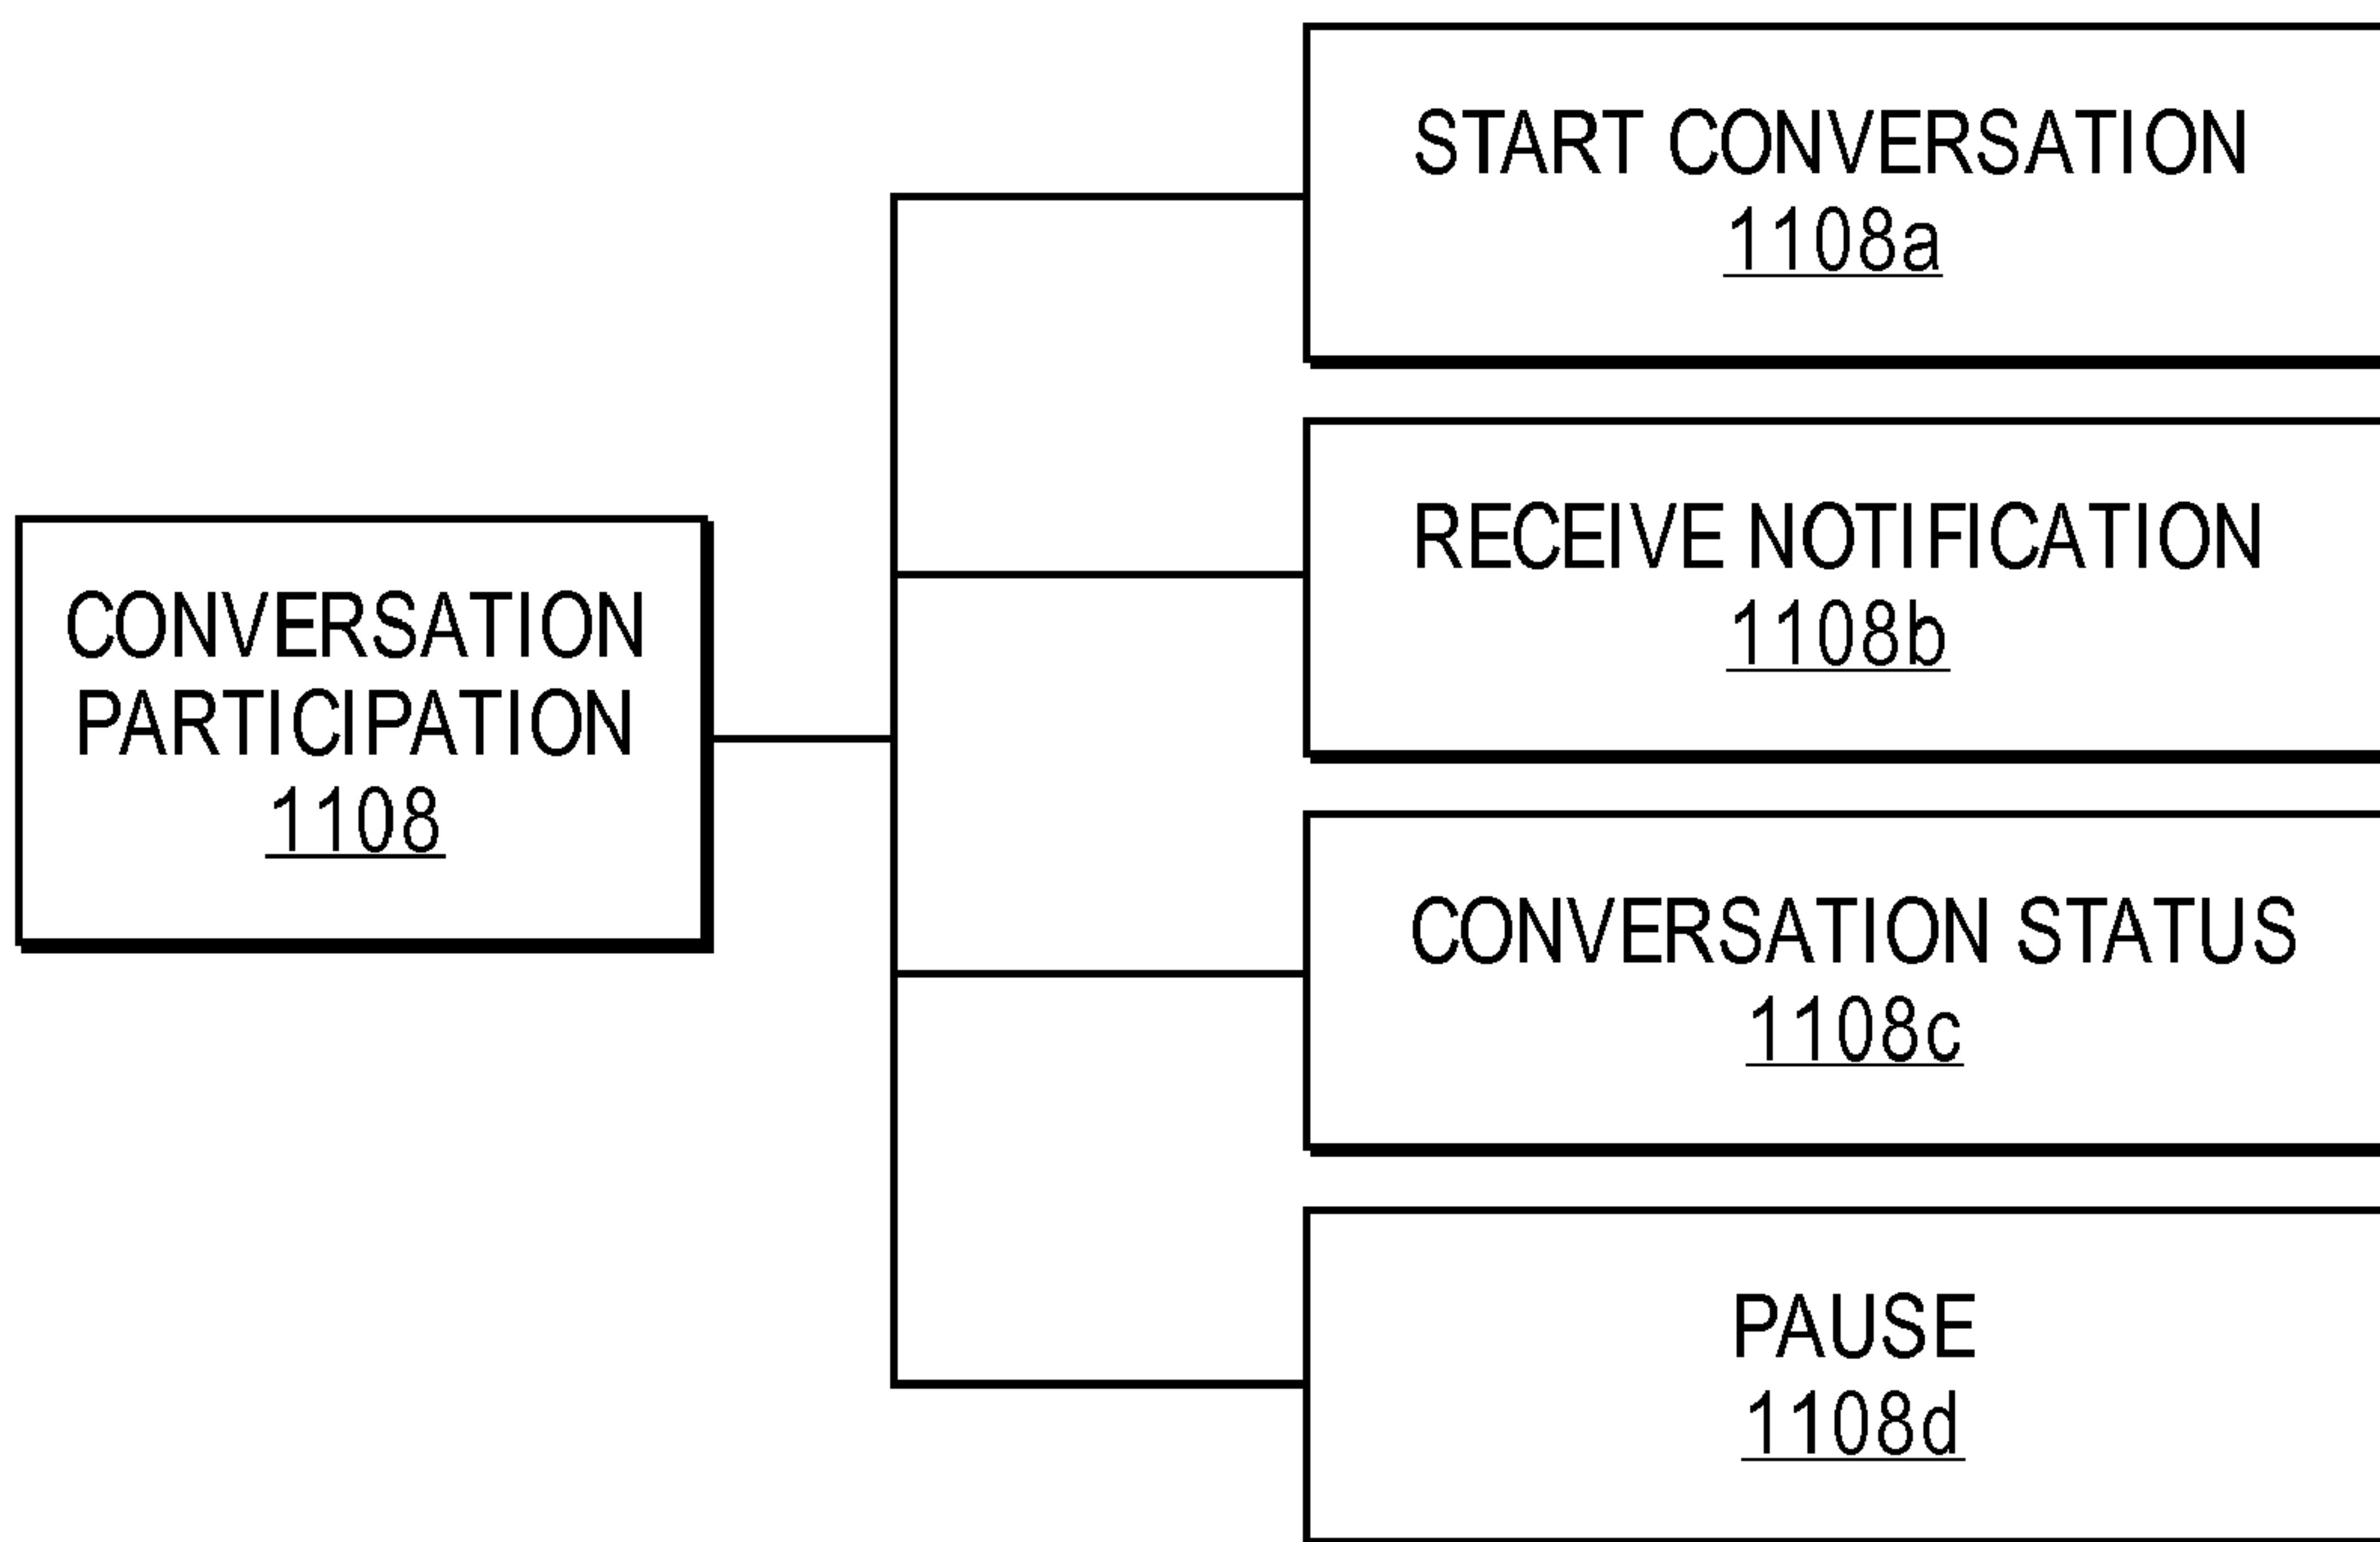 START CONVERSATION
1108a
RECEIVE NOTIFICATION
1108b
CONVERSATION
PARTICIPATION
1108
CONVERSATION STATUS
1108c
PAUSE
1108d